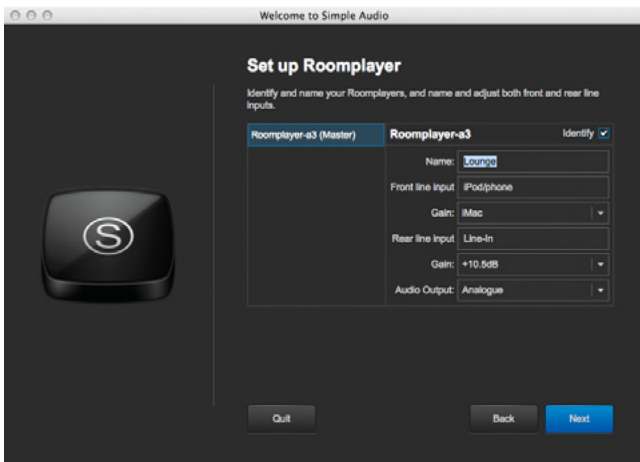 Welcome to Simple Audio
Set up Roomplayer
Identify and name your Roomplayers, and name and adjust both front and rear line
inputs.
Roomplayer-a3 (Master)
Roomplayer-a3 Identify
Name: Lounge
Front line input iPod/phone
Gain: iMac
Rear line input Line-In
Gain: +10.5dB
Audio Output: Analogue
S
Quit Back Next